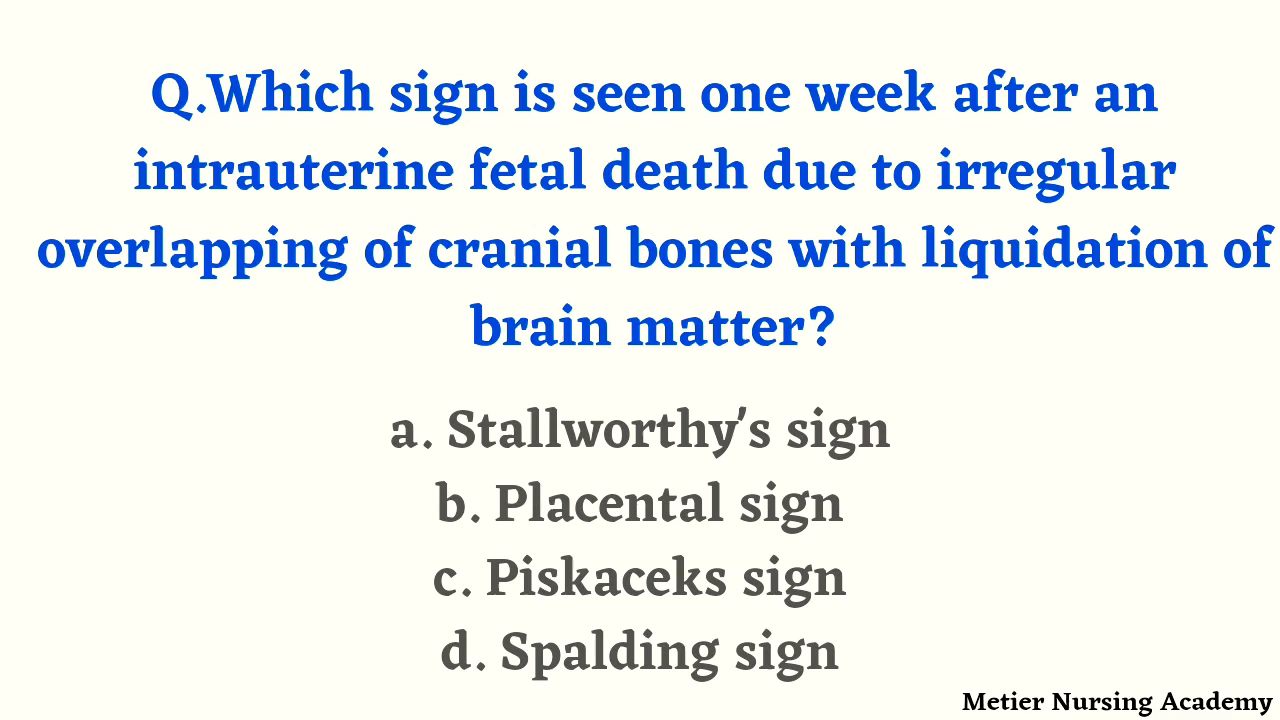 Q.Which sign is seen one week after an
intrauterine fetal death due to irregular
overlapping of cranial bones with liquidation of
brain matter?
a. Stallworthy's sign
b. Placental sign
c. Piskaceks sign
d. Spalding sign
Metier Nursing Academy